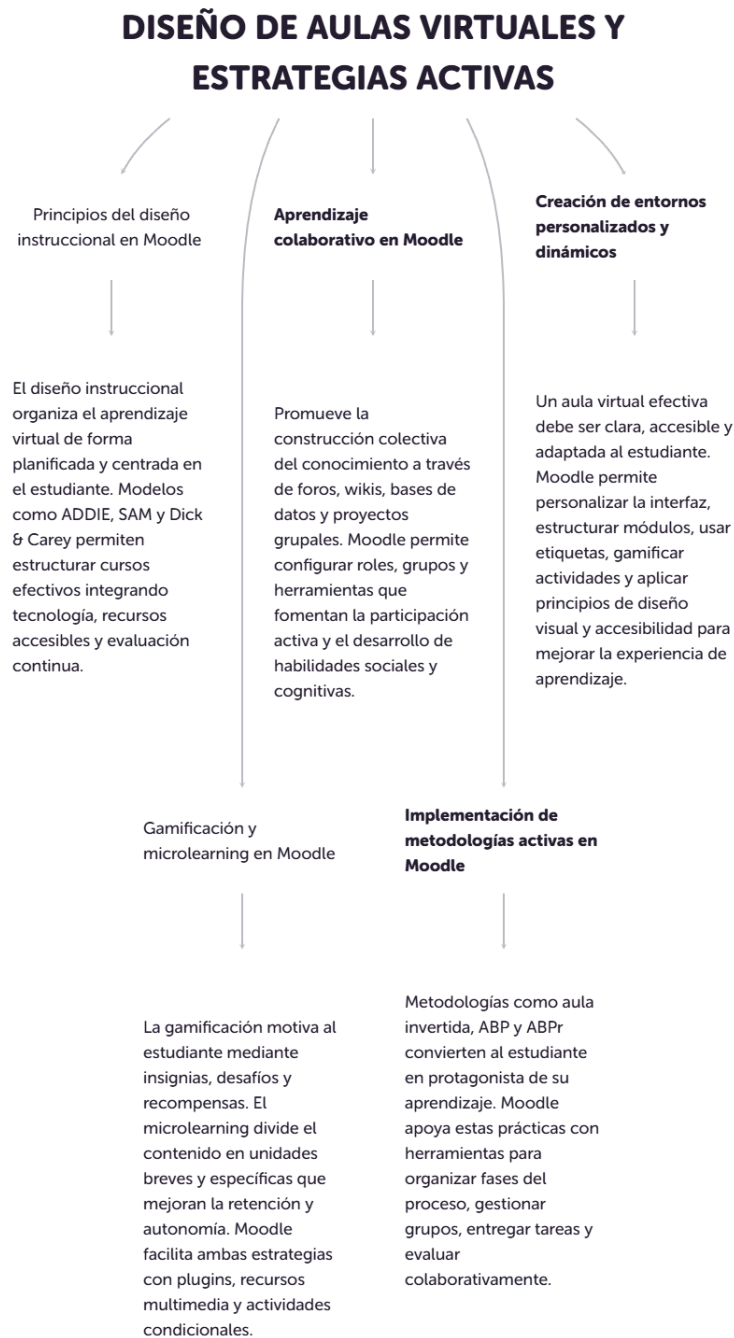 DISEÑO DE AULAS VIRTUALES Y
ESTRATEGIAS ACTIVAS
Principios del diseño
instruccional en Moodle
El diseño instruccional
organiza el aprendizaje
virtual de forma
planificada y centrada en
el estudiante. Modelos
como ADDIE, SAM y Dick
& Carey permiten
estructurar cursos
efectivos integrando
tecnología, recursos
accesibles y evaluación
continua.
Aprendizaje
colaborativo en Moodle
Promueve la
construcción colectiva
del conocimiento a través
de foros, wikis, bases de
datos y proyectos
grupales. Moodle permite
configurar roles, grupos y
herramientas que
fomentan la participación
activa y el desarrollo de
habilidades sociales y
cognitivas.
Creación de entornos
personalizados y
dinámicos
Un aula virtual efectiva
debe ser clara, accesible y
adaptada al estudiante.
Moodle permite
personalizar la interfaz,
estructurar módulos, usar
etiquetas, gamificar
actividades y aplicar
principios de diseño
visual y accesibilidad para
mejorar la experiencia de
aprendizaje.
Gamificación y
microlearning en Moodle
La gamificación motiva al
estudiante mediante
insignias, desafíos y
recompensas. El
microlearning divide el
contenido en unidades
breves y específicas que
mejoran la retención y
autonomía. Moodle
facilita ambas estrategias
con plugins, recursos
multimedia y actividades
condicionales.
Implementación de
metodologías activas en
Moodle
Metodologías como aula
invertida, ABP y ABPr
convierten al estudiante
en protagonista de su
aprendizaje. Moodle
apoya estas prácticas con
herramientas para
organizar fases del
proceso, gestionar
grupos, entregar tareas y
evaluar
colaborativamente.